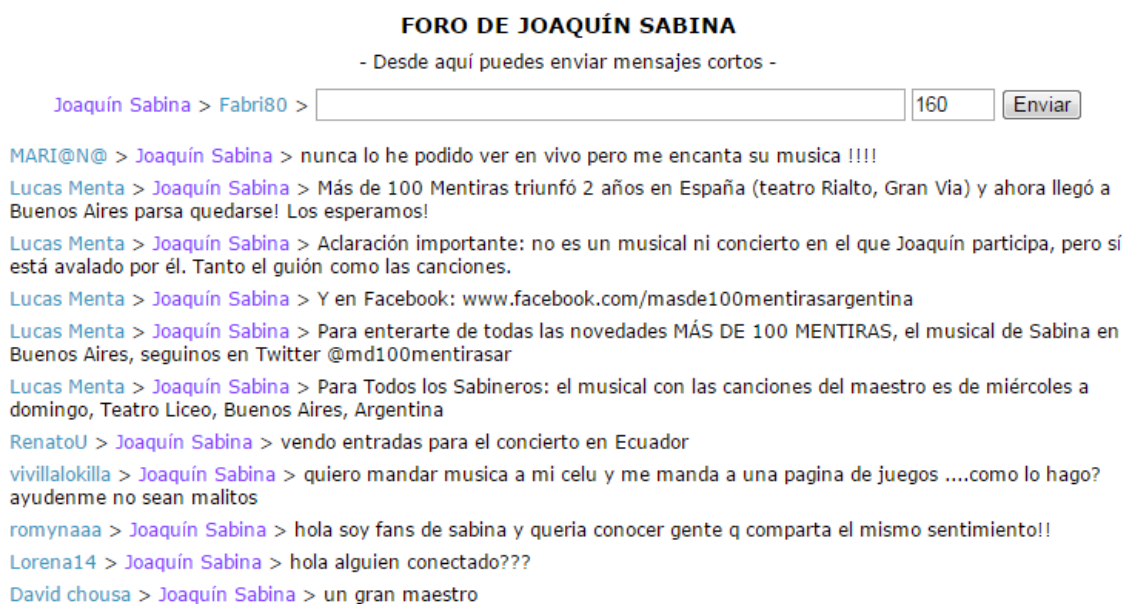 FORO DE JOAQUÍN SABINA
- Desde aquí puedes enviar mensajes cortos -
Joaquín Sabina > Fabri80 > 160 Enviar
MARI@N@ > Joaquín Sabina > nunca lo he podido ver en vivo pero me encanta su musica !!!!
Lucas Menta > Joaquín Sabina > Más de 100 Mentiras triunfó 2 años en España (teatro Rialto, Gran Via) y ahora llegó a
Buenos Aires parsa quedarse! Los esperamos!
Lucas Menta > Joaquín Sabina > Aclaración importante: no es un musical ni concierto en el que Joaquín participa, pero sí
está avalado por él. Tanto el guión como las canciones.
Lucas Menta > Joaquín Sabina > Y en Facebook: www.facebook.com/masde100mentirasargentina
Lucas Menta > Joaquín Sabina > Para enterarte de todas las novedades MÁS DE 100 MENTIRAS, el musical de Sabina en
Buenos Aires, seguinos en Twitter @md100mentirasar
Lucas Menta > Joaquín Sabina > Para Todos los Sabineros: el musical con las canciones del maestro es de miércoles a
domingo, Teatro Liceo, Buenos Aires, Argentina
RenatoU > Joaquín Sabina > vendo entradas para el concierto en Ecuador
vivillalokilla > Joaquín Sabina > quiero mandar musica a mi celu y me manda a una pagina de juegos ....como lo hago?
ayudenme no sean malitos
romynaaa > Joaquín Sabina > hola soy fans de sabina y queria conocer gente q comparta el mismo sentimiento!!
Lorena14 > Joaquín Sabina > hola alguien conectado???
David chousa > Joaquín Sabina > un gran maestro